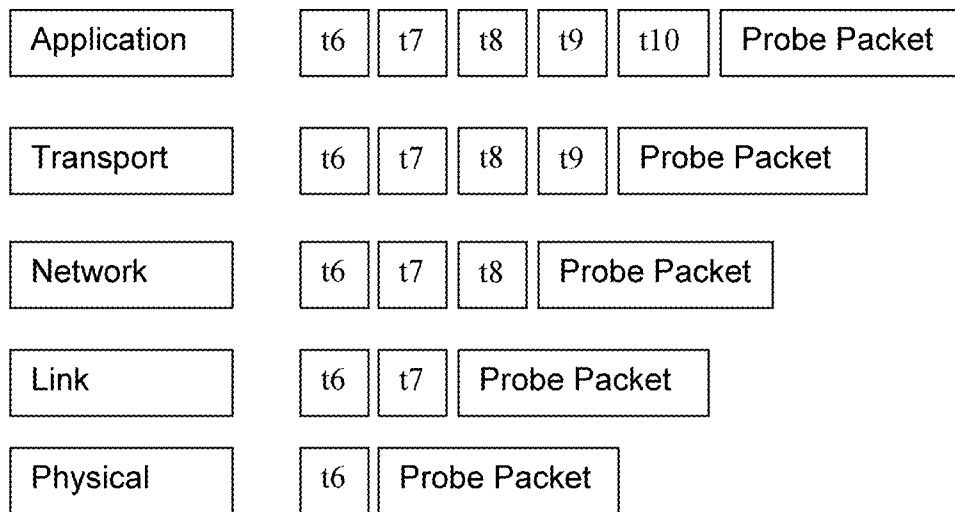 Application t6 t7 t8 t9 t10 Probe Packet
Transport t6 t7 t8 t9 Probe Packet
Network t6 t7 t8 Probe Packet
Link t6 t7 Probe Packet
Physical t6 Probe Packet